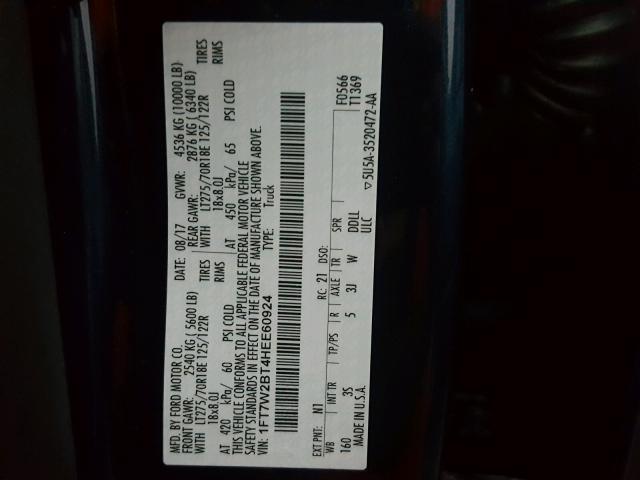 MFD. BY FORD MOTOR CO.
DATE: 08/17 GVWR: 4536 KG (10000 LB)
FRONT GAWR: 2540 KG ( 5600 LB) REAR GAWR: 2876 KG ( 6340 LB)
WITH LT275/70R18E 125/122R TIRES WITH LT275/70R18E 125/122R TIRES
18x8.0J RIMS 18x8.0J RIMS
AT 420 kPa/ 60 PSI COLD AT 450 kPa/ 65 PSI COLD
THIS VEHICLE CONFORMS TO ALL APPLICABLE FEDERAL MOTOR VEHICLE
SAFETY STANDARDS IN EFFECT ON THE DATE OF MANUFACTURE SHOWN ABOVE.
VIN: 1FT7W2BT4HEE60924 TYPE: Truck
F0566
T1369
EXT PNT: N1 RC: 21 DSO:
WB INT TR TP/PS R AXLE TR SPR
160 3S 5 3J W DDLL
MADE IN U.S.A. ULC ▽5U5A-3520472-AA